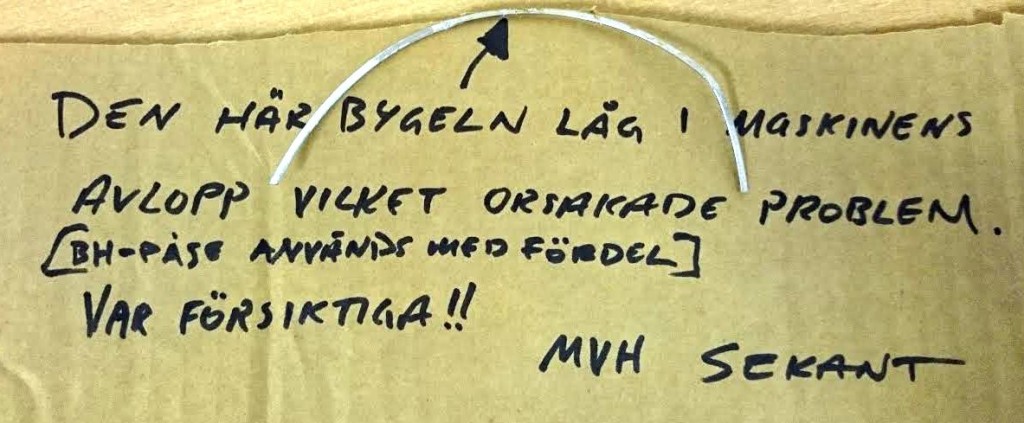 DEN HÄR BYGELN LÅG I MASKINENS
AVLOPP VILKET ORSAKADE PROBLEM.
[BH-PÅSE ANVÄNDS MED FÖRDEL]
VAR FÖRSIKTIGA!!
MVH SEKANT